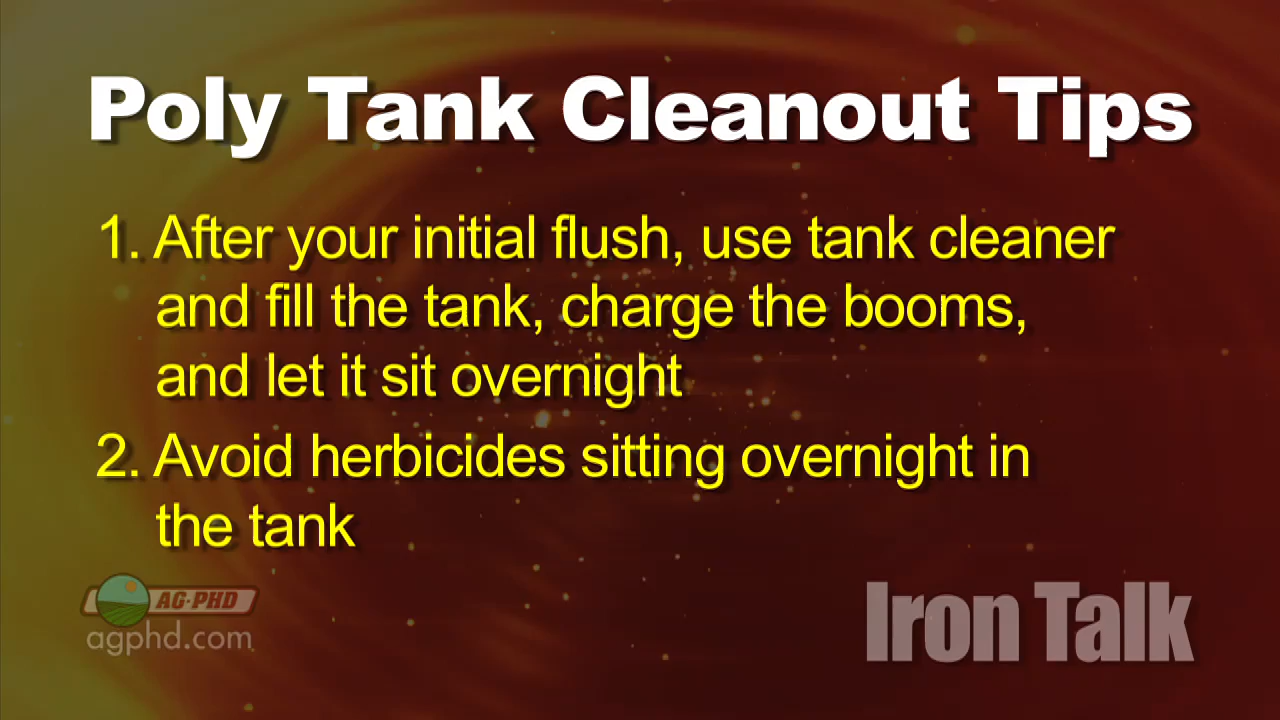 Poly Tank Cleanout Tips
1. After your initial flush, use tank cleaner
and fill the tank, charge the booms,
and let it sit overnight
2. Avoid herbicides sitting overnight in
the tank
AG·PHD
agphd.com
Iron Talk